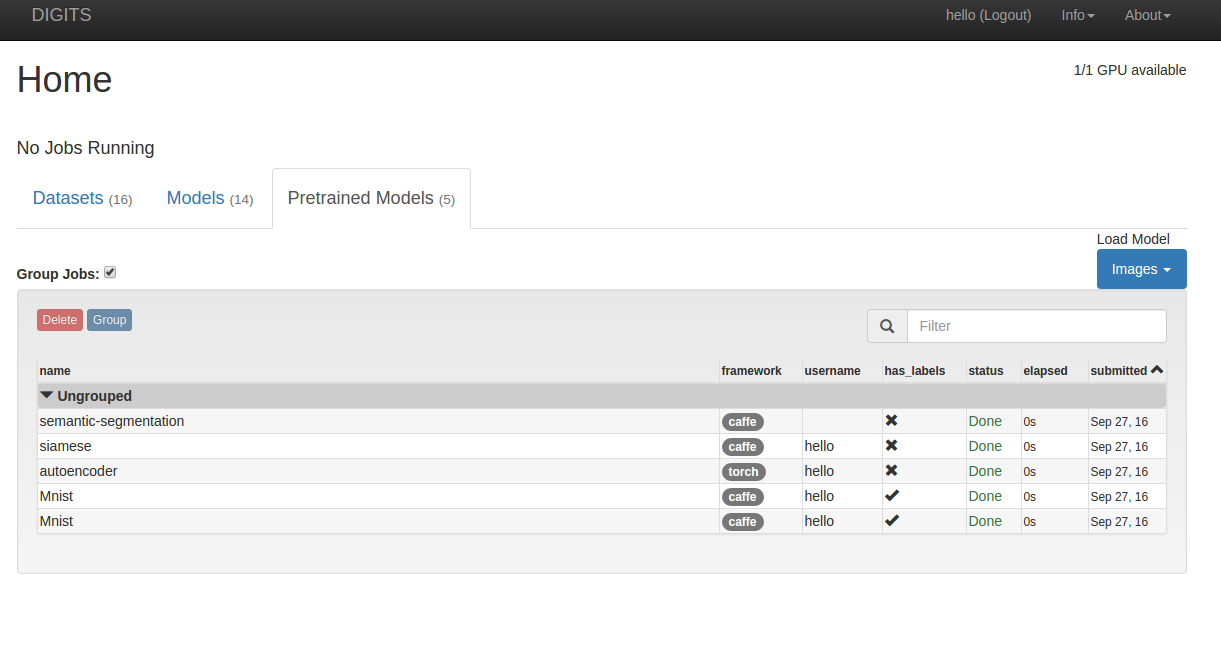 DIGITS hello (Logout) Info About
Home 1/1 GPU available
No Jobs Running
Datasets (16) Models (14) Pretrained Models (5)
Load Model
Group Jobs: Images
Delete Group Filter
name framework username has_labels status elapsed submitted
Ungrouped
semantic-segmentation caffe Done 0s Sep 27, 16
siamese caffe hello Done 0s Sep 27, 16
autoencoder torch hello Done 0s Sep 27, 16
Mnist caffe hello Done 0s Sep 27, 16
Mnist caffe hello Done 0s Sep 27, 16